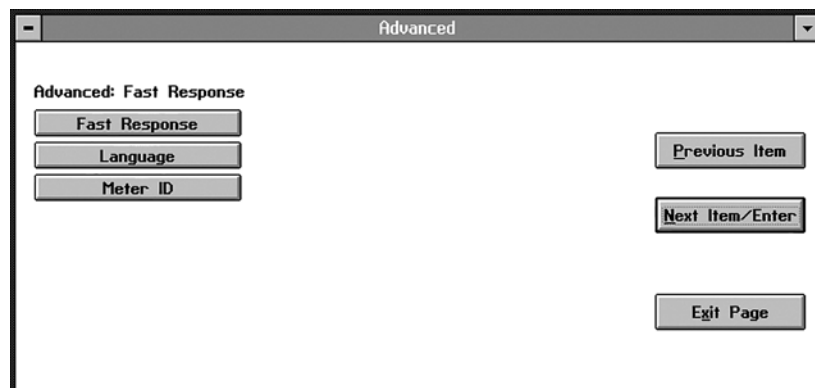 Advanced
Advanced: Fast Response
Fast Response
Language
Meter ID
Previous Item
Next Item/Enter
Exit Page